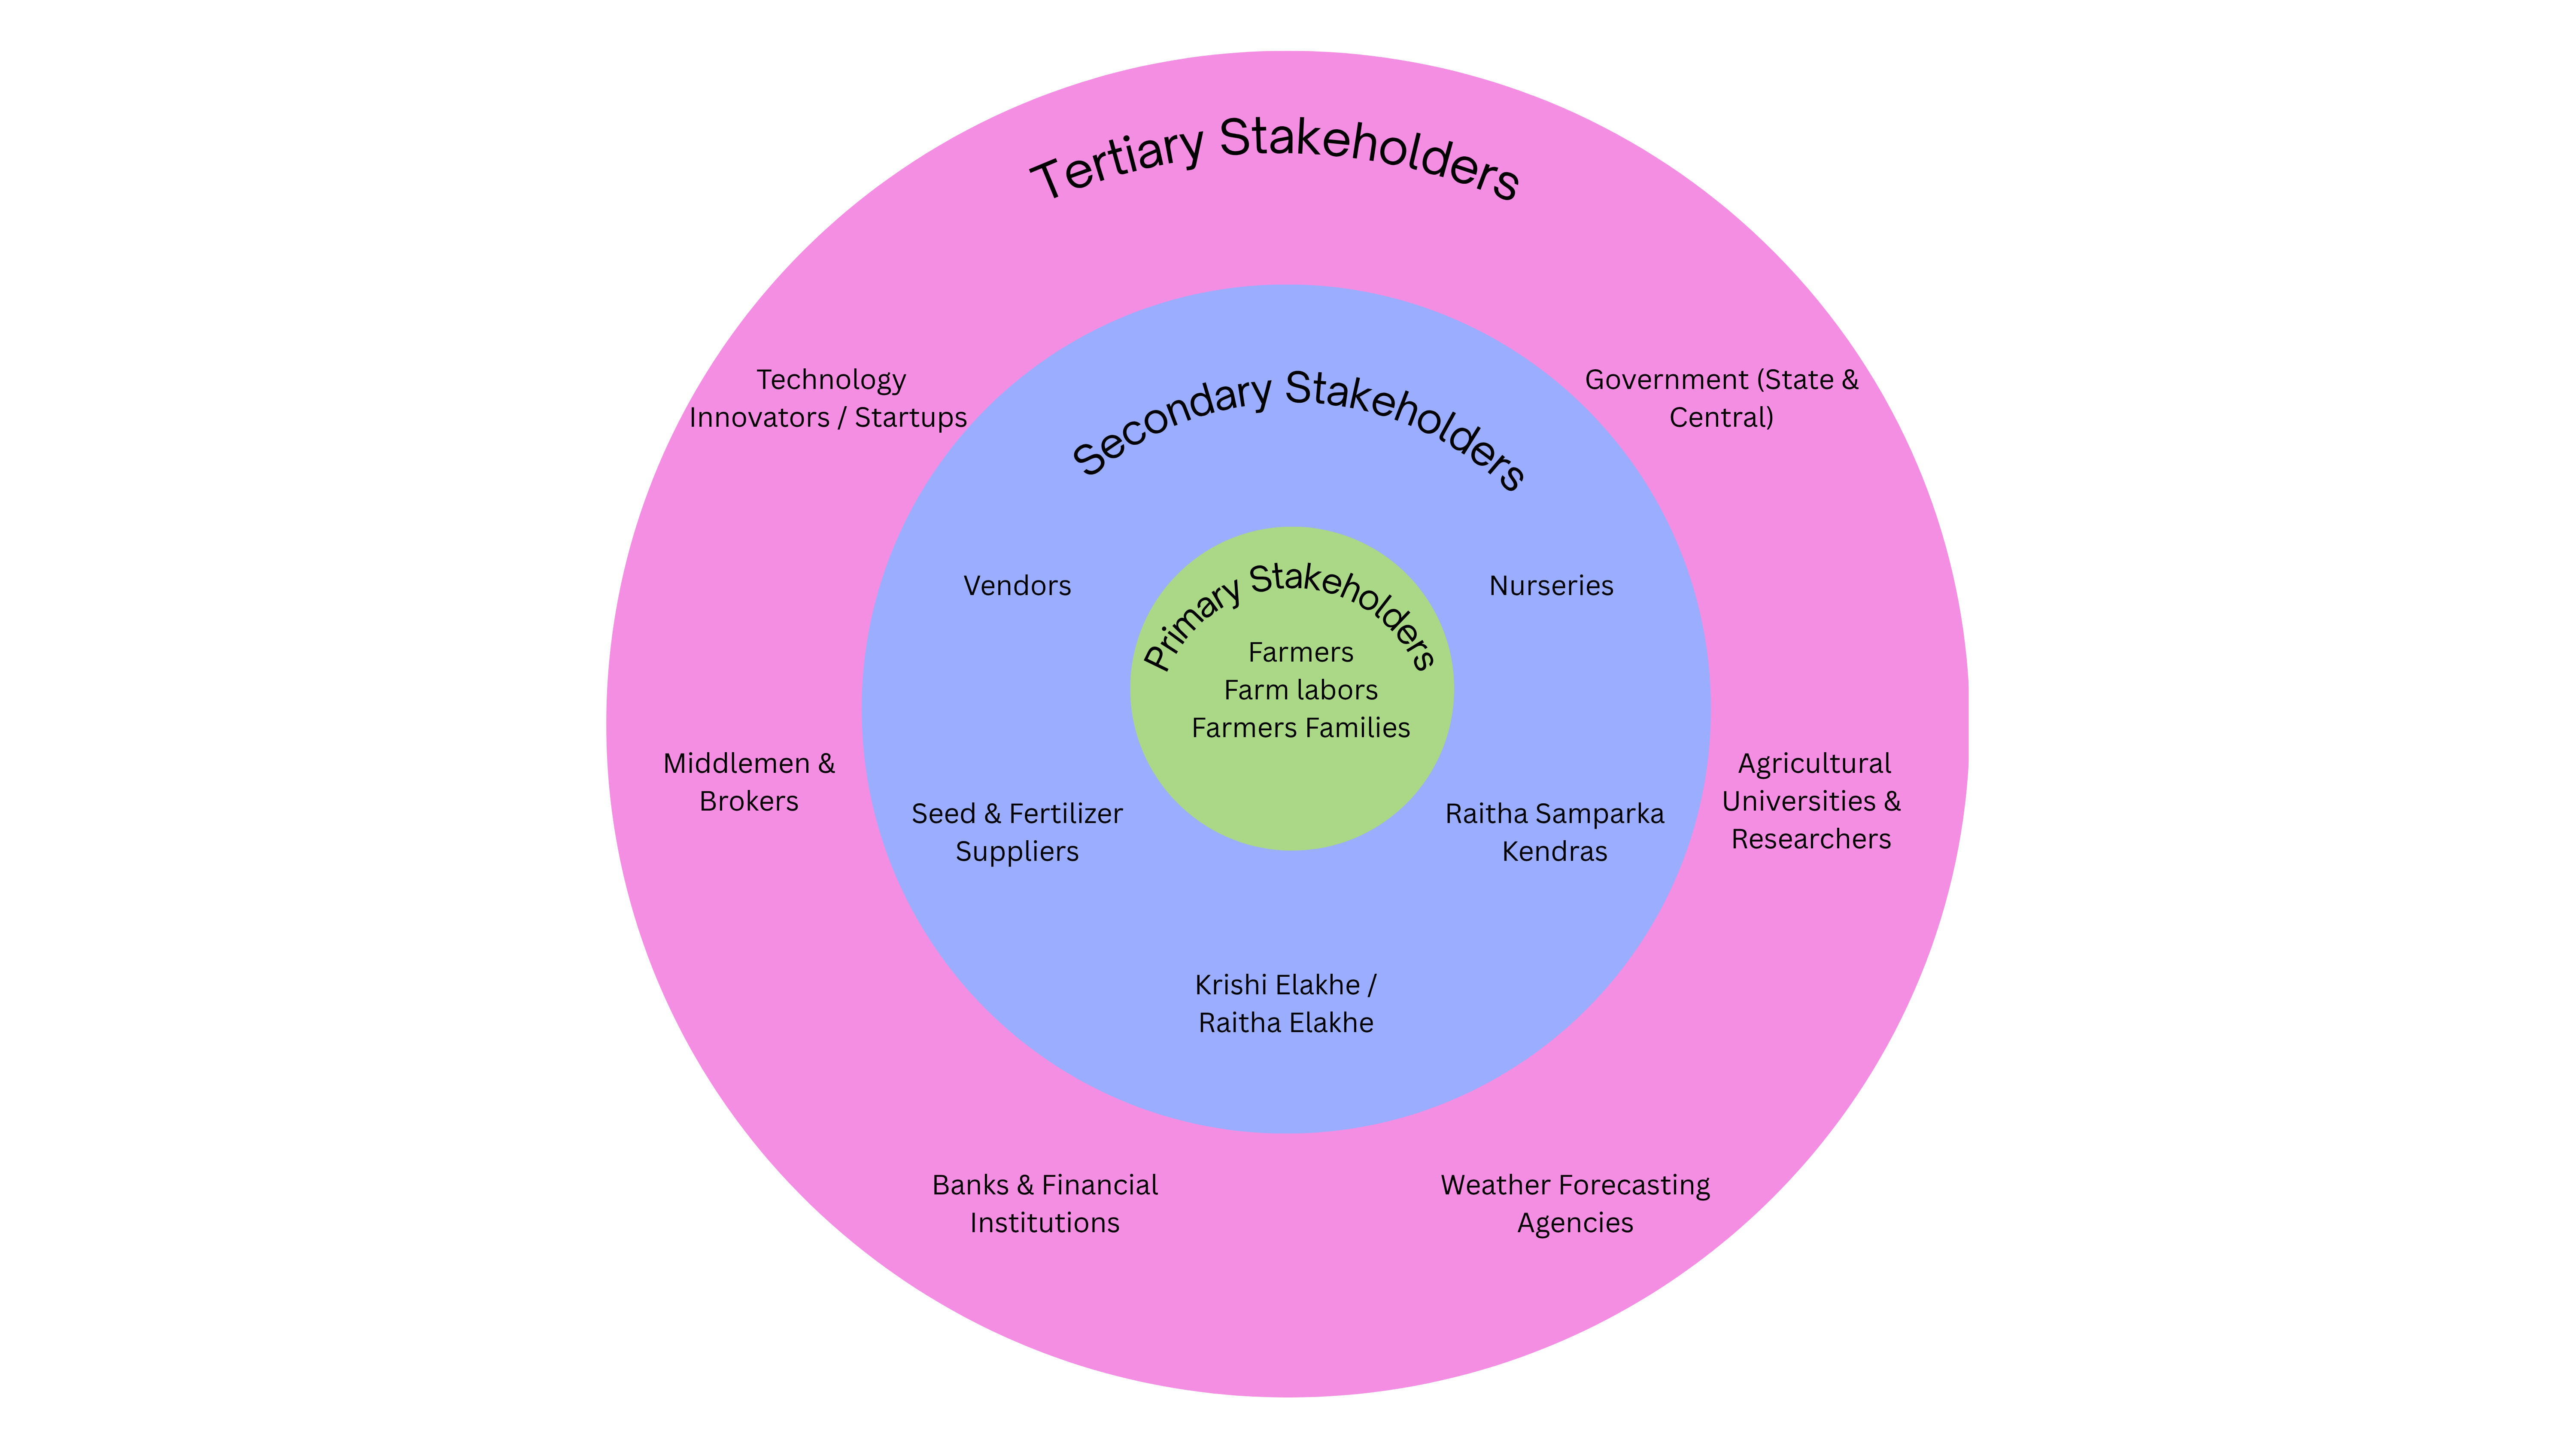 Tertiary Stakeholders
Technology
Innovators / Startups
Government (State &
Central)
Secondary Stakeholders
Vendors
Nurseries
Primary Stakeholders
Farmers
Farm labors
Farmers Families
Middlemen &
Brokers
Seed & Fertilizer
Suppliers
Raitha Samparka
Kendras
Agricultural
Universities &
Researchers
Krishi Elakhe /
Raitha Elakhe
Banks & Financial
Institutions
Weather Forecasting
Agencies